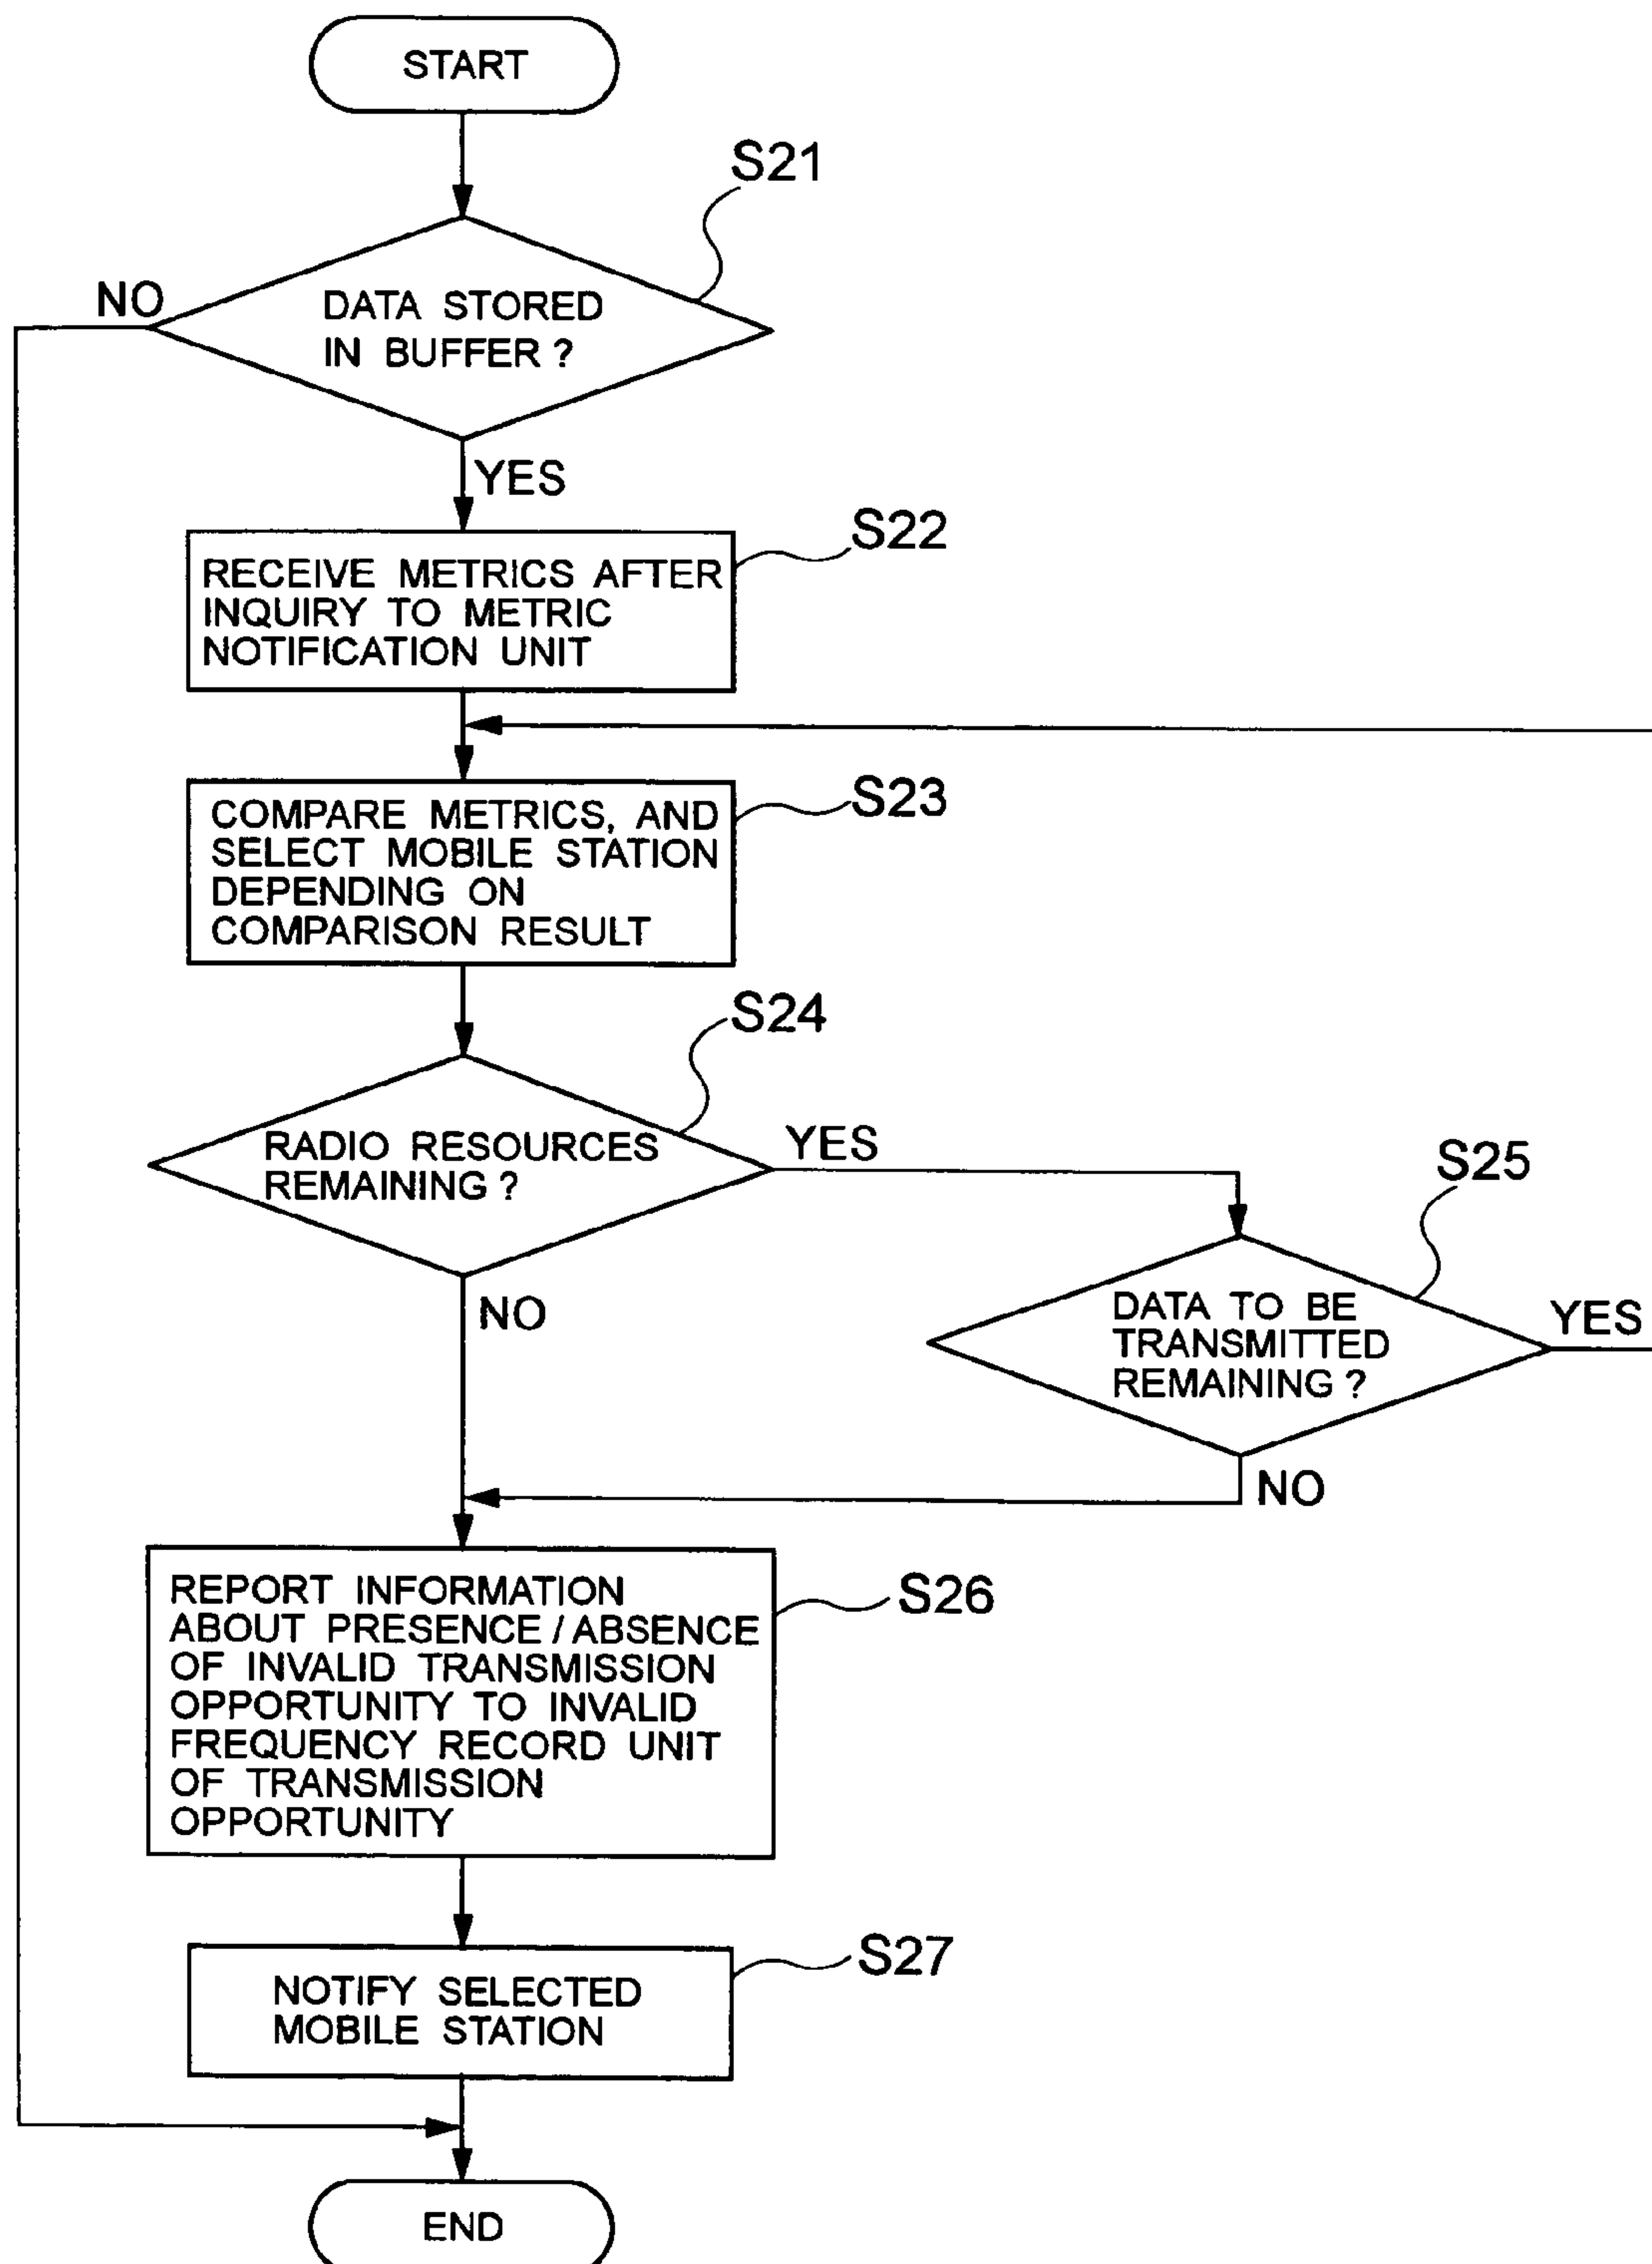 START
S21
NO
DATA STORED
IN BUFFER ?
YES
S22
RECEIVE METRICS AFTER
INQUIRY TO METRIC
NOTIFICATION UNIT
S23
COMPARE METRICS, AND
SELECT MOBILE STATION
DEPENDING ON
COMPARISON RESULT
S24
RADIO RESOURCES
REMAINING ?
YES
S25
NO
DATA TO BE
TRANSMITTED
REMAINING ?
YES
NO
REPORT INFORMATION
ABOUT PRESENCE / ABSENCE
OF INVALID TRANSMISSION
OPPORTUNITY TO INVALID
FREQUENCY RECORD UNIT
OF TRANSMISSION
OPPORTUNITY
S26
S27
NOTIFY SELECTED
MOBILE STATION
END